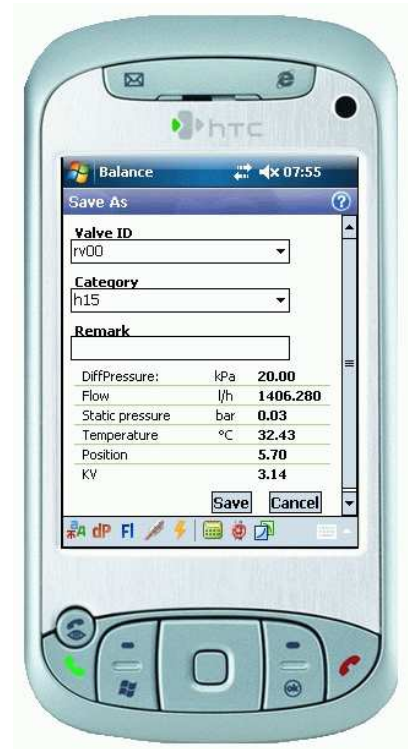 htc
Balance 07:55
Save As ?
Valve ID
rv00
Category
h15
Remark
DiffPressure: kPa 20.00
Flow l/h 1406.280
Static pressure bar 0.03
Temperature °C 32.43
Position 5.70
KV 3.14
Save Cancel
dP Fl
ok